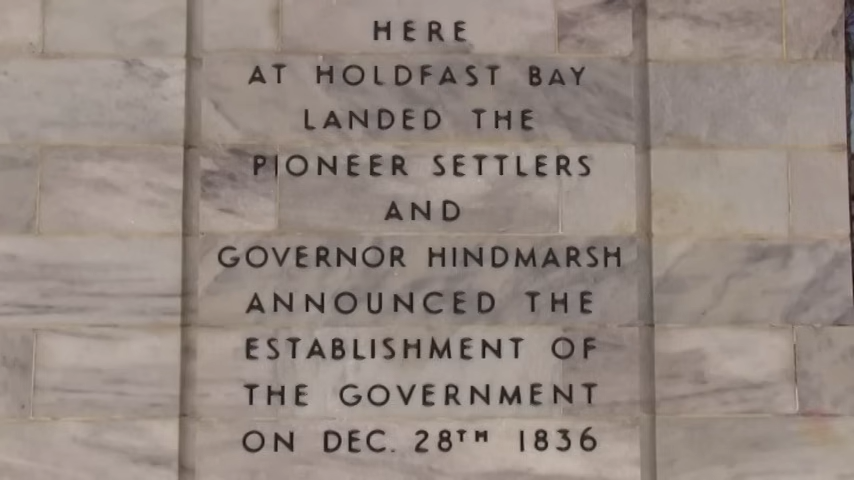 HERE
AT HOLDFAST BAY
LANDED THE
PIONEER SETTLERS
AND
GOVERNOR HINDMARSH
ANNOUNCED THE
ESTABLISHMENT OF
THE GOVERNMENT
ON DEC. 28TH 1836